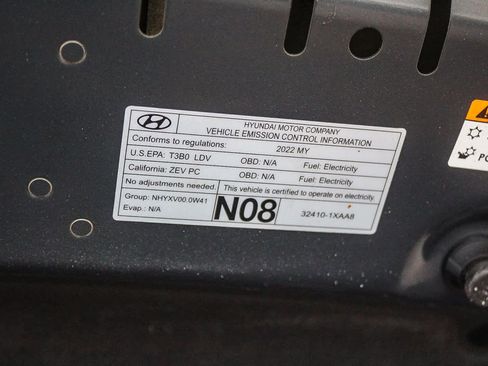 HYUNDAI MOTOR COMPANY
VEHICLE EMISSION CONTROL INFORMATION
Conforms to regulations: 2022 MY
U.S.EPA: T3B0 LDV OBD: N/A Fuel: Electricity
California: ZEV PC OBD: N/A Fuel: Electricity
No adjustments needed. This vehicle is certified to operate on electricity.
Group: NHYXV00.0W41
Evap.: N/A
N08
32410-1XAA8